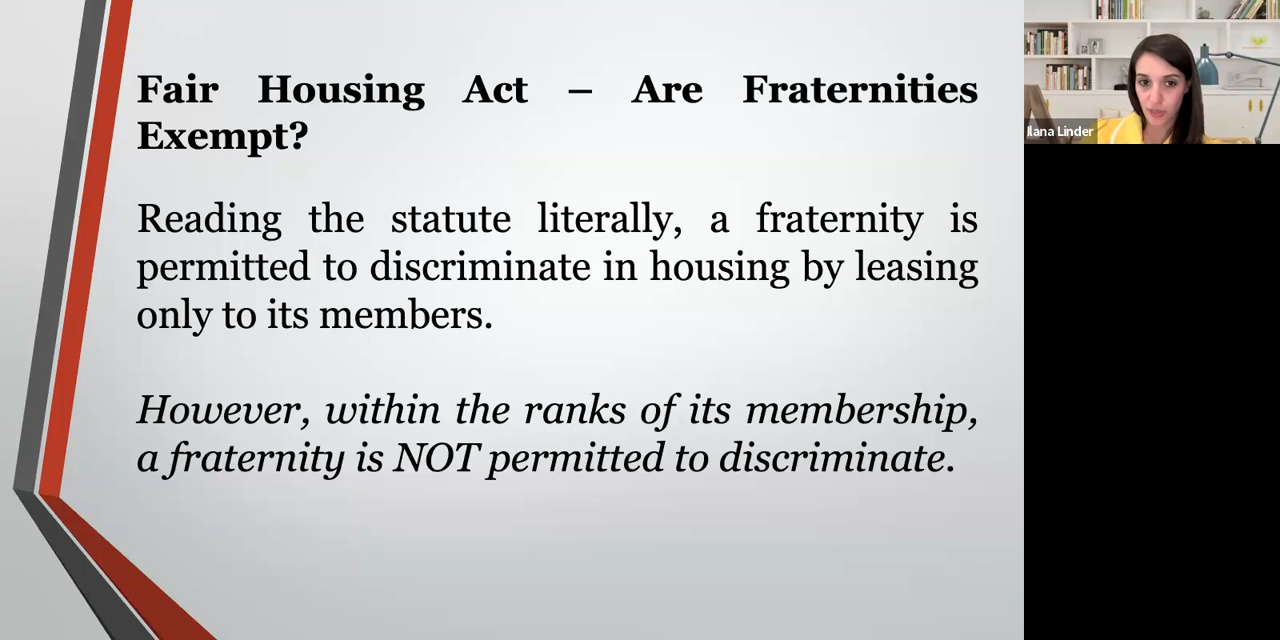 Fair Housing Act – Are Fraternities
Exempt?
Reading the statute literally, a fraternity is
permitted to discriminate in housing by leasing
only to its members.
However, within the ranks of its membership,
a fraternity is NOT permitted to discriminate.
Ilana Linder